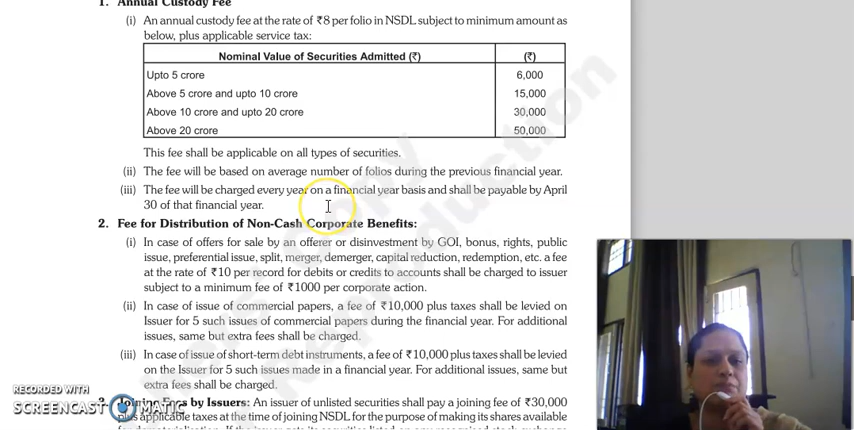 1. Annual Custody Fee
(i) An annual custody fee at the rate of ₹8 per folio in NSDL subject to minimum amount as
below, plus applicable service tax:
Nominal Value of Securities Admitted (₹) (₹)
Upto 5 crore 6,000
Above 5 crore and upto 10 crore 15,000
Above 10 crore and upto 20 crore 30,000
Above 20 crore 50,000
This fee shall be applicable on all types of securities.
(ii) The fee will be based on average number of folios during the previous financial year.
(iii) The fee will be charged every year on a financial year basis and shall be payable by April
30 of that financial year.
2. Fee for Distribution of Non-Cash Corporate Benefits:
(i) In case of offers for sale by an offerer or disinvestment by GOI, bonus, rights, public
issue, preferential issue, split, merger, demerger, capital reduction, redemption, etc. a fee
at the rate of ₹10 per record for debits or credits to accounts shall be charged to issuer
subject to a minimum fee of ₹1000 per corporate action.
(ii) In case of issue of commercial papers, a fee of ₹10,000 plus taxes shall be levied on
Issuer for 5 such issues of commercial papers during the financial year. For additional
issues, same but extra fees shall be charged.
(iii) In case of issue of short-term debt instruments, a fee of ₹10,000 plus taxes shall be levied
on the Issuer for 5 such issues made in a financial year. For additional issues, same but
extra fees shall be charged.
3. Joining Fees by Issuers: An issuer of unlisted securities shall pay a joining fee of ₹30,000
plus applicable taxes at the time of joining NSDL for the purpose of making its shares available
RECORDED WITH
SCREENCAST MATIC
Copy